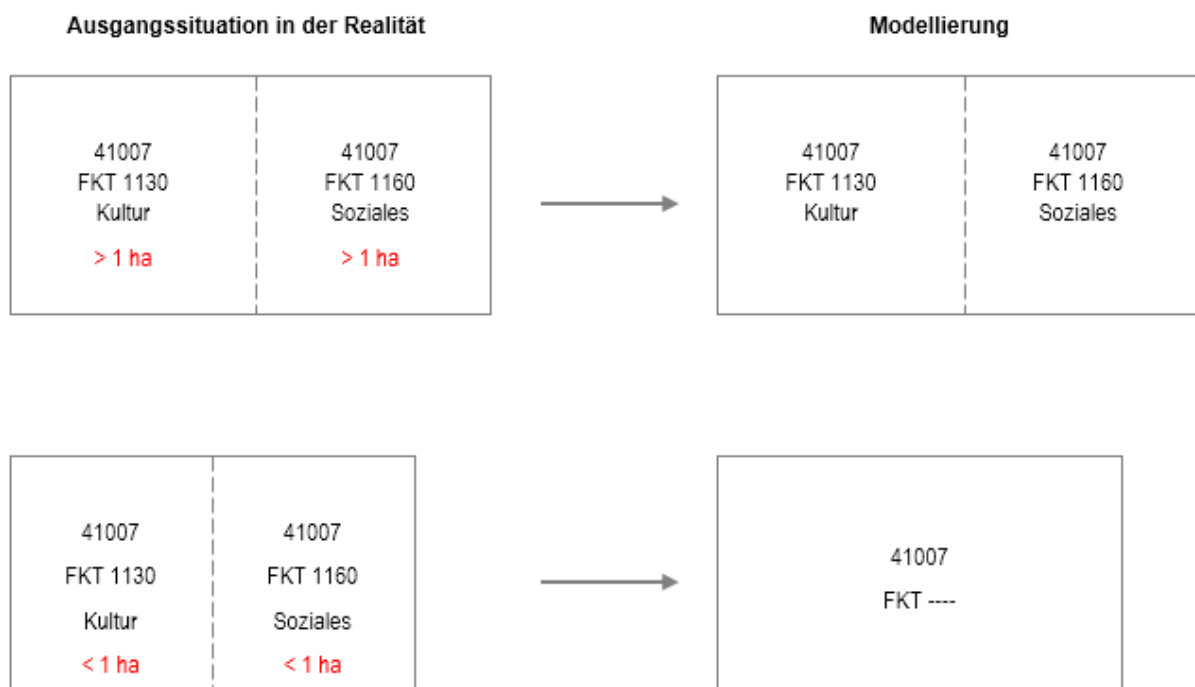 Ausgangssituation in der Realität
Modellierung
41007
FKT 1130
Kultur
> 1 ha
41007
FKT 1160
Soziales
> 1 ha
41007
FKT 1130
Kultur
41007
FKT 1160
Soziales
41007
FKT 1130
Kultur
< 1 ha
41007
FKT 1160
Soziales
< 1 ha
41007
FKT ----